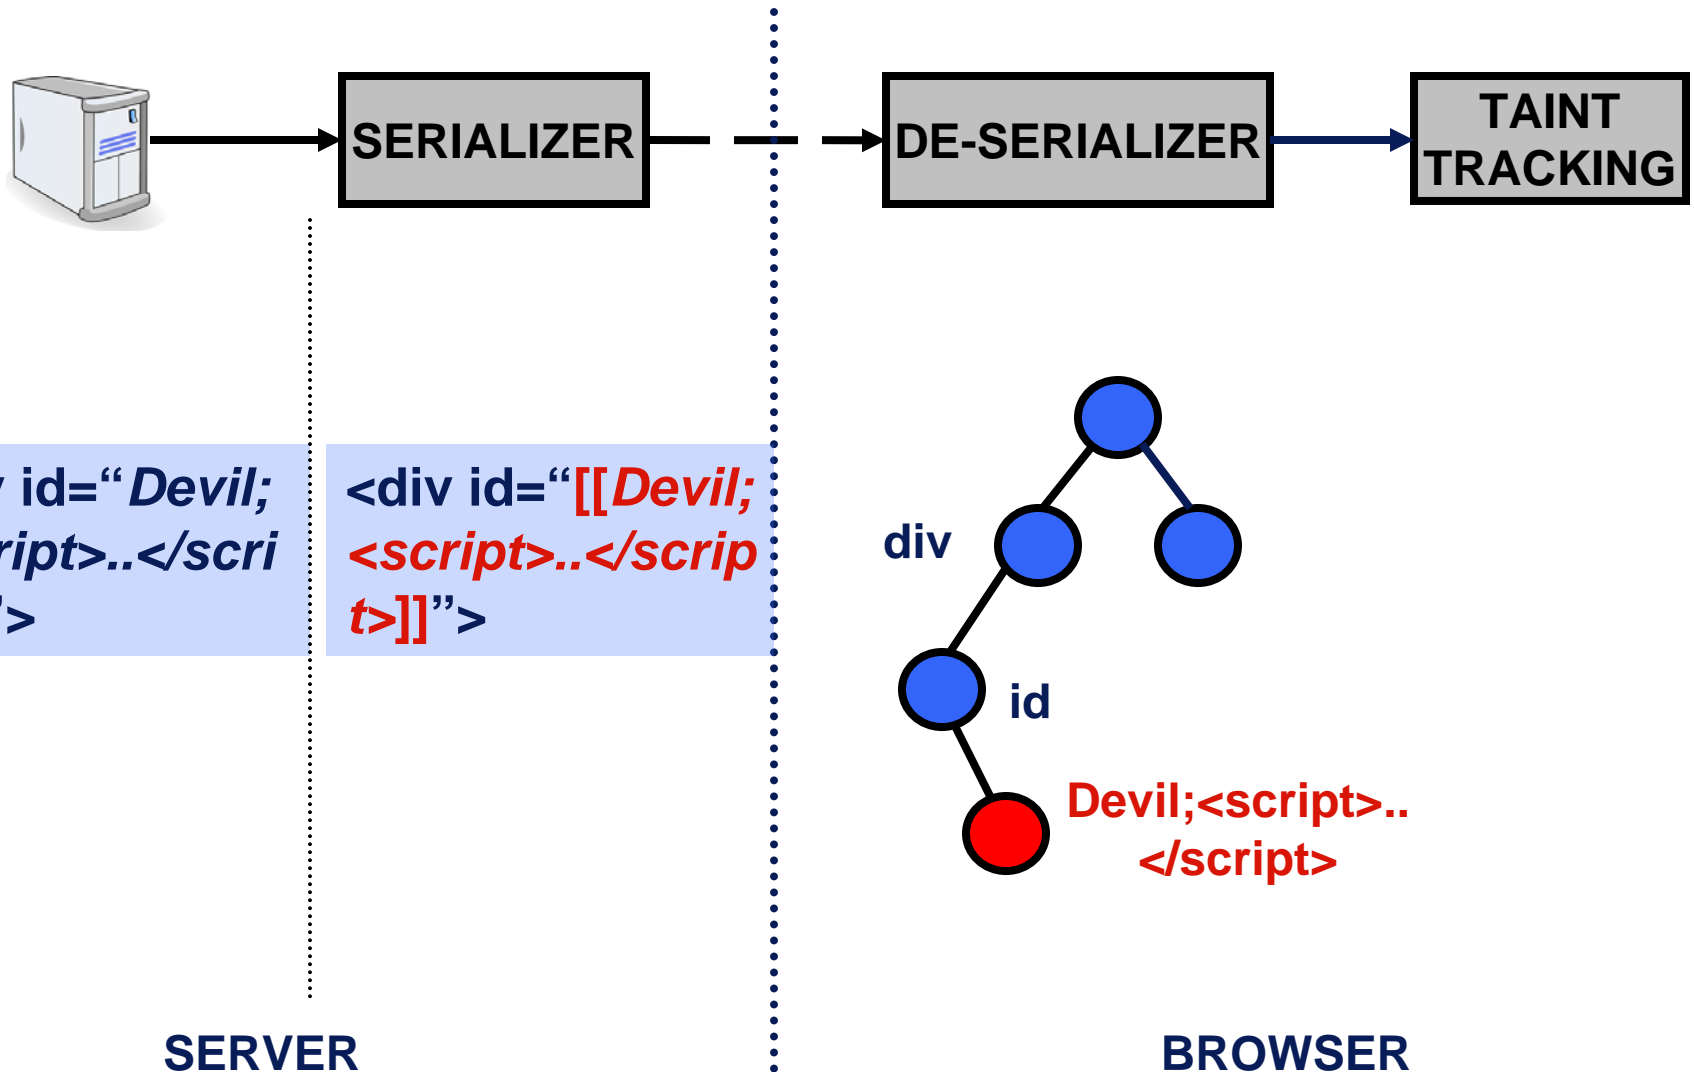 SERIALIZER
DE-SERIALIZER
TAINT
TRACKING
id=“Devil;
ript>..</scri
”>
<div id=“[[Devil;
<script>..</scrip
t>]]”>
div
id
Devil;<script>..
</script>
SERVER
BROWSER